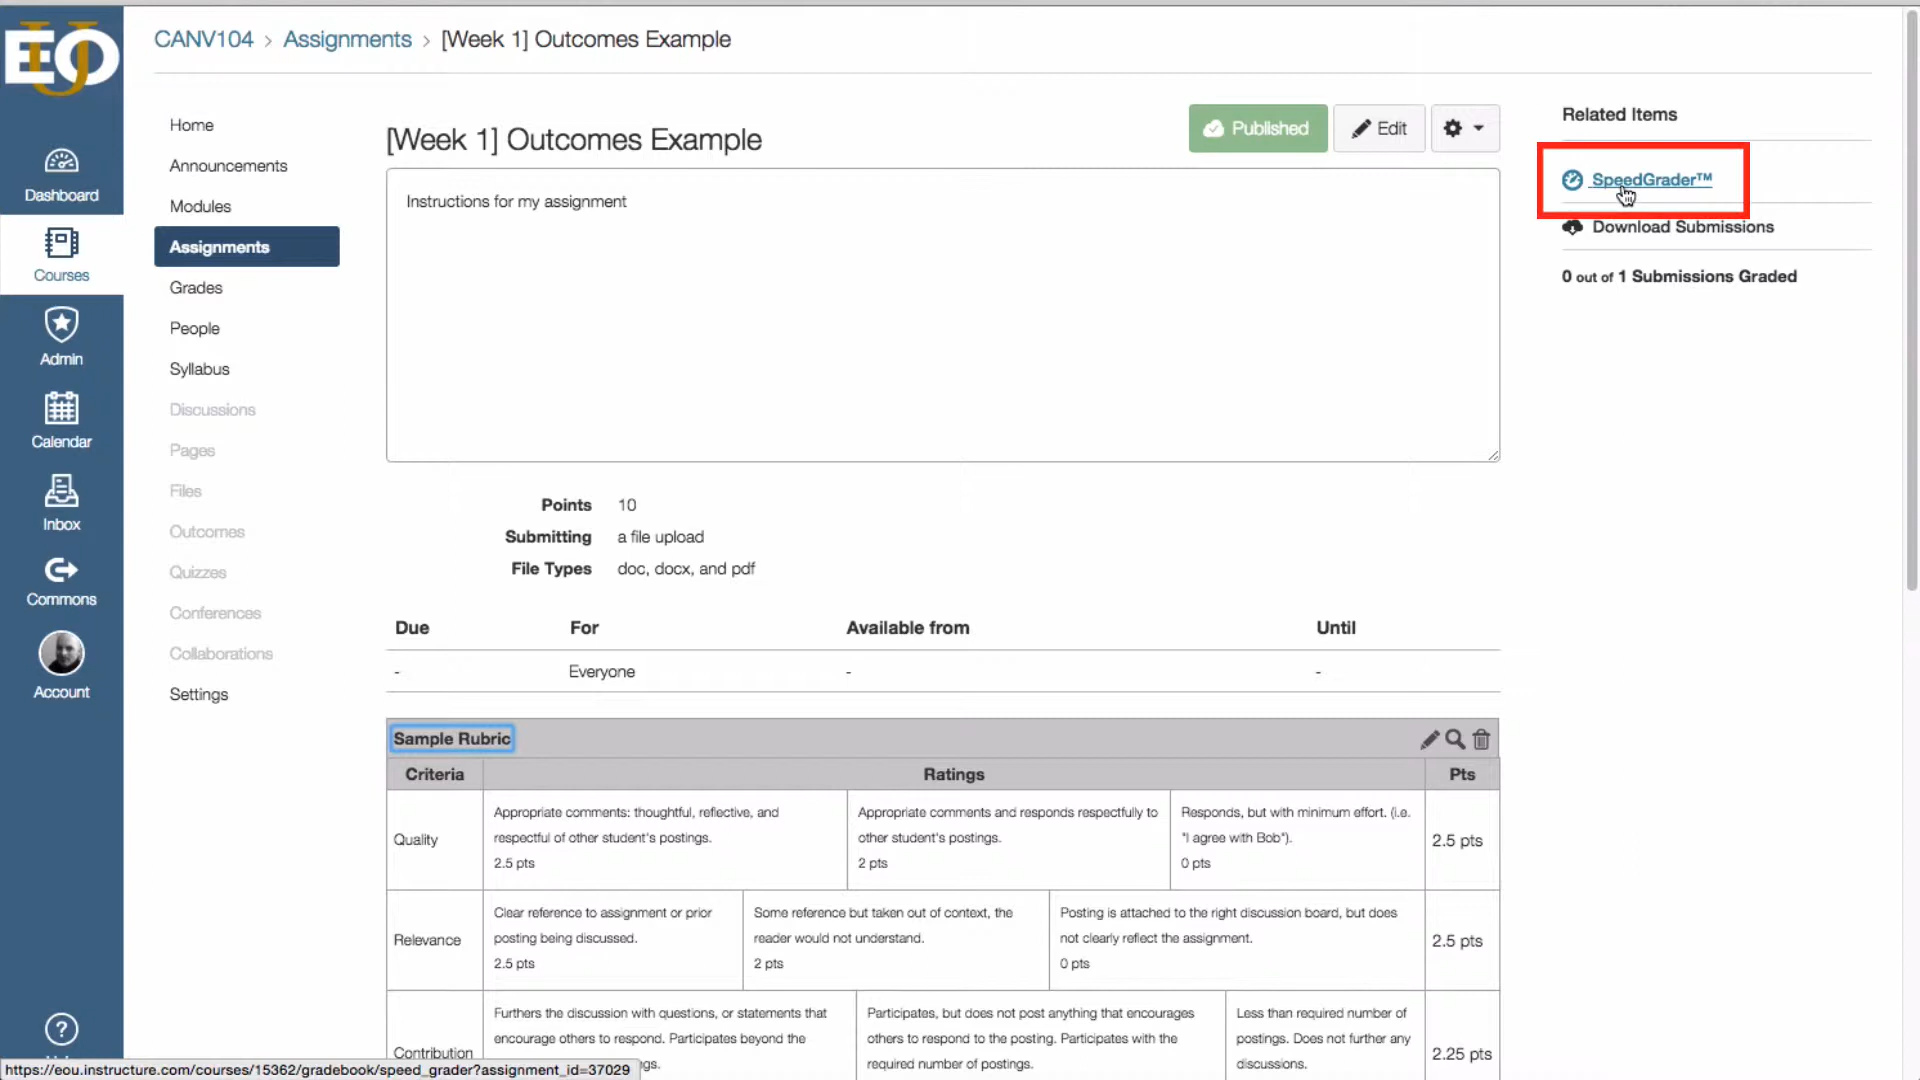 EOU
CANV104 > Assignments > [Week 1] Outcomes Example
Dashboard
Courses
Admin
Calendar
Inbox
Commons
Account
Home
Announcements
Modules
Assignments
Grades
People
Syllabus
Discussions
Pages
Files
Outcomes
Quizzes
Conferences
Collaborations
Settings
[Week 1] Outcomes Example
Published
Edit
Instructions for my assignment
Points 10
Submitting a file upload
File Types doc, docx, and pdf
Due For Available from Until
- Everyone - -
Sample Rubric
Criteria Ratings Pts
Quality
Appropriate comments: thoughtful, reflective, and
respectful of other student's postings.
2.5 pts
Appropriate comments and responds respectfully to
other student's postings.
2 pts
Responds, but with minimum effort. (i.e.
"I agree with Bob").
0 pts
2.5 pts
Relevance
Clear reference to assignment or prior
posting being discussed.
2.5 pts
Some reference but taken out of context, the
reader would not understand.
2 pts
Posting is attached to the right discussion board, but does
not clearly reflect the assignment.
0 pts
2.5 pts
Contribution
Furthers the discussion with questions, or statements that
encourage others to respond. Participates beyond the
gs.
Participates, but does not post anything that encourages
others to respond to the posting. Participates with the
required number of postings.
Less than required number of
postings. Does not further any
discussions.
2.25 pts
Related Items
SpeedGrader™
Download Submissions
0 out of 1 Submissions Graded
https://eou.instructure.com/courses/15362/gradebook/speed_grader?assignment_id=37029